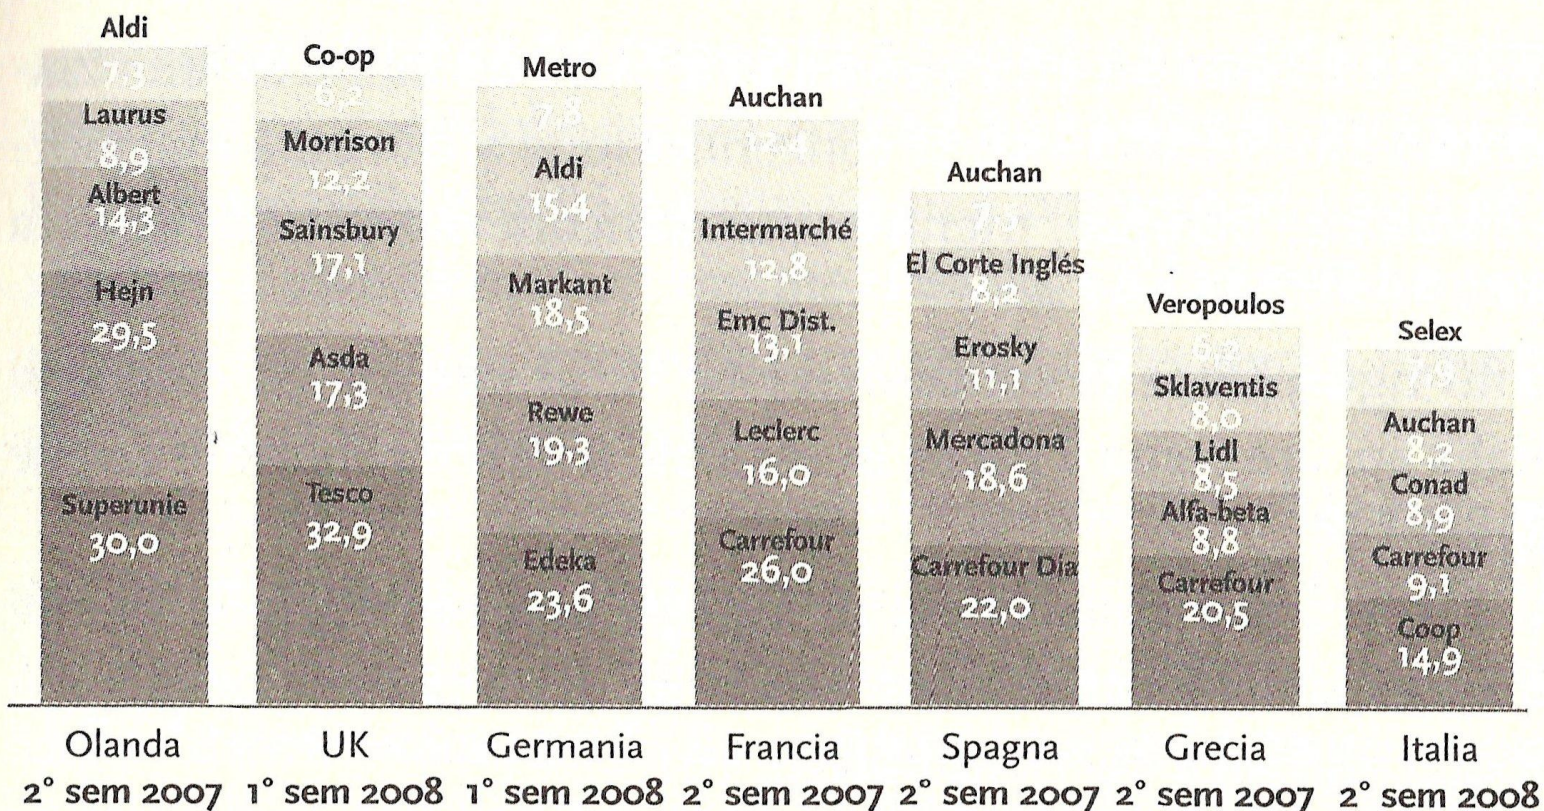 Aldi
7,3
Laurus
8,9
Albert
14,3
Hejn
29,5
Superunie
30,0
Olanda
2° sem 2007
Co-op
6,2
Morrison
12,2
Sainsbury
17,1
Asda
17,3
Tesco
32,9
UK
1° sem 2008
Metro
7,8
Aldi
15,4
Markant
18,5
Rewe
19,3
Edeka
23,6
Germania
1° sem 2008
Auchan
12,4
Intermarché
12,8
Emc Dist.
13,1
Leclerc
16,0
Carrefour
26,0
Francia
2° sem 2007
Auchan
El Corte Inglés
8,2
Erosky
11,1
Mercadona
18,6
Carrefour Dia
22,0
Spagna
2° sem 2007
Veropoulos
6,2
Sklaventis
8,0
Lidl
8,5
Alfa-beta
8,8
Carrefour
20,5
Grecia
2° sem 2007
Selex
7,9
Auchan
8,2
Conad
8,9
Carrefour
9,1
Coop
14,9
Italia
2° sem 2008